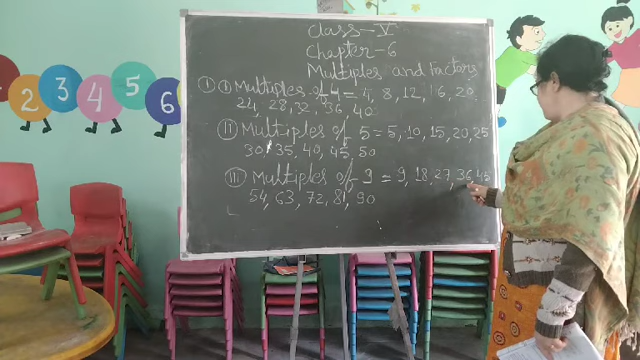 Class-V
Chapter-6
Multiples and Factors
① ⓘ Multiples of 4 = 4, 8, 12, 16, 20,
24, 28, 32, 36, 40
ⅱ Multiples of 5 = 5, 10, 15, 20, 25
30, 35, 40, 45, 50
ⅲ Multiples of 9 = 9, 18, 27, 36, 45
54, 63, 72, 81, 90
2 3 4 5 6